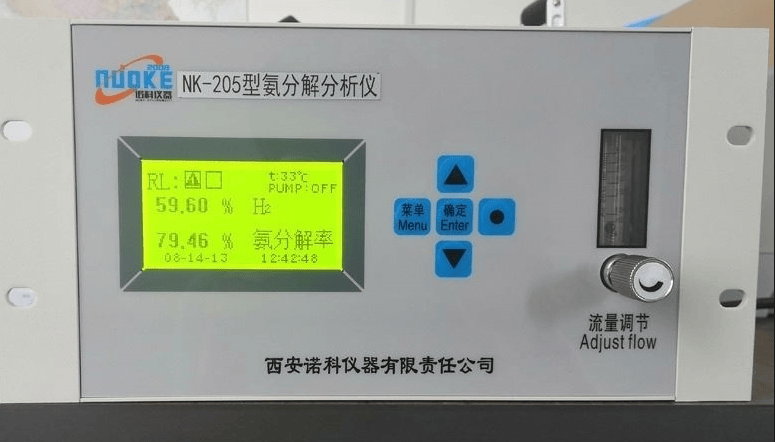 2008
NUOKE
诺科仪器
NK-205型氨分解分析仪
RL: t:33℃
PUMP:OFF
59.60 % H₂
79.46 % 氨分解率
08-14-13 12:42:48
菜单
Menu
确定
Enter
流量调节
Adjust flow
西安诺科仪器有限责任公司